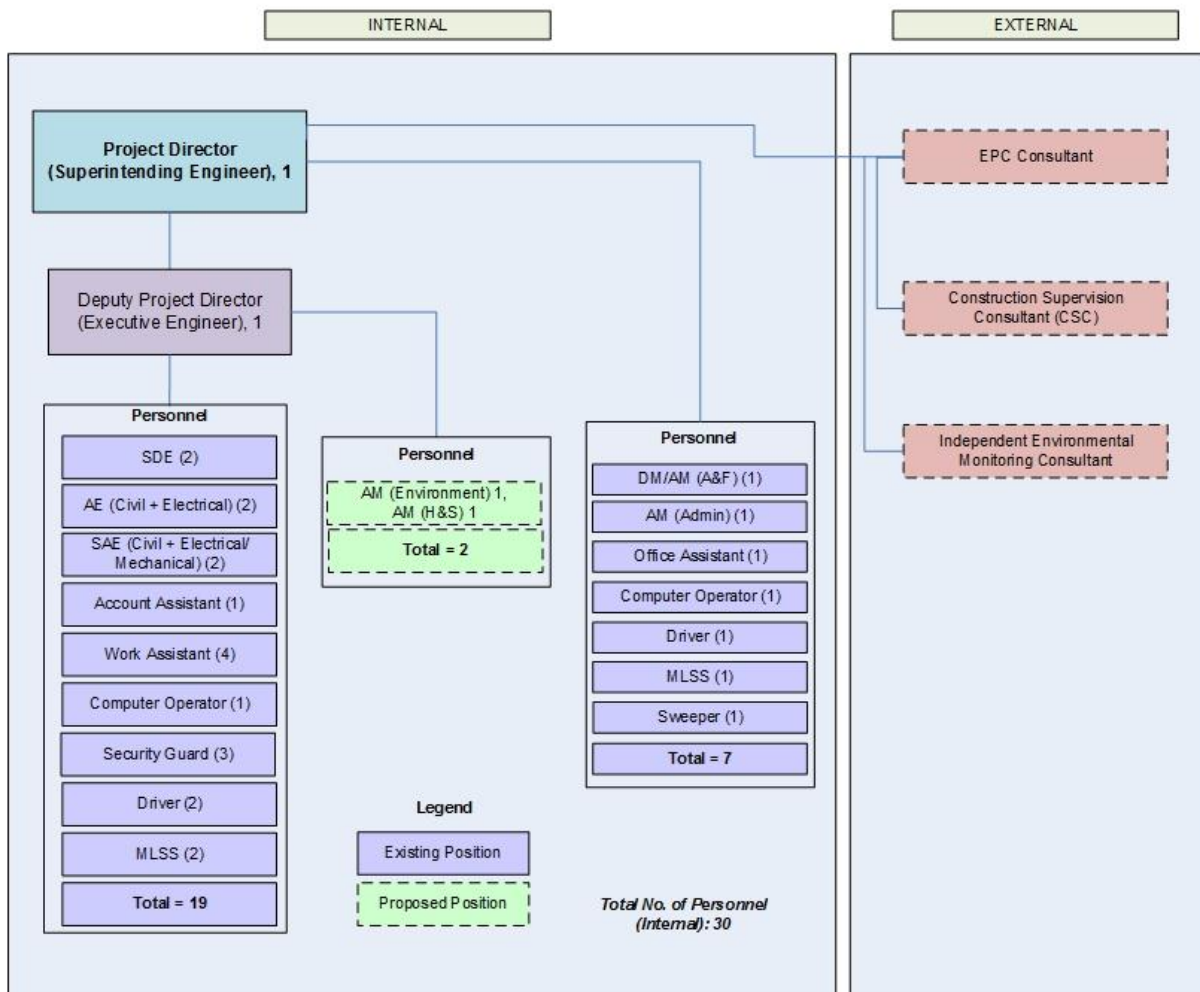 INTERNAL
EXTERNAL
Project Director
(Superintending Engineer), 1
Deputy Project Director
(Executive Engineer), 1
Personnel
SDE (2)
AE (Civil + Electrical) (2)
SAE (Civil + Electrical/
Mechanical) (2)
Account Assistant (1)
Work Assistant (4)
Computer Operator (1)
Security Guard (3)
Driver (2)
MLSS (2)
Total = 19
Personnel
AM (Environment) 1,
AM (H&S) 1
Total = 2
Personnel
DM/AM (A&F) (1)
AM (Admin) (1)
Office Assistant (1)
Computer Operator (1)
Driver (1)
MLSS (1)
Sweeper (1)
Total = 7
Legend
Existing Position
Proposed Position
Total No. of Personnel
(Internal): 30
EPC Consultant
Construction Supervision
Consultant (CSC)
Independent Environmental
Monitoring Consultant